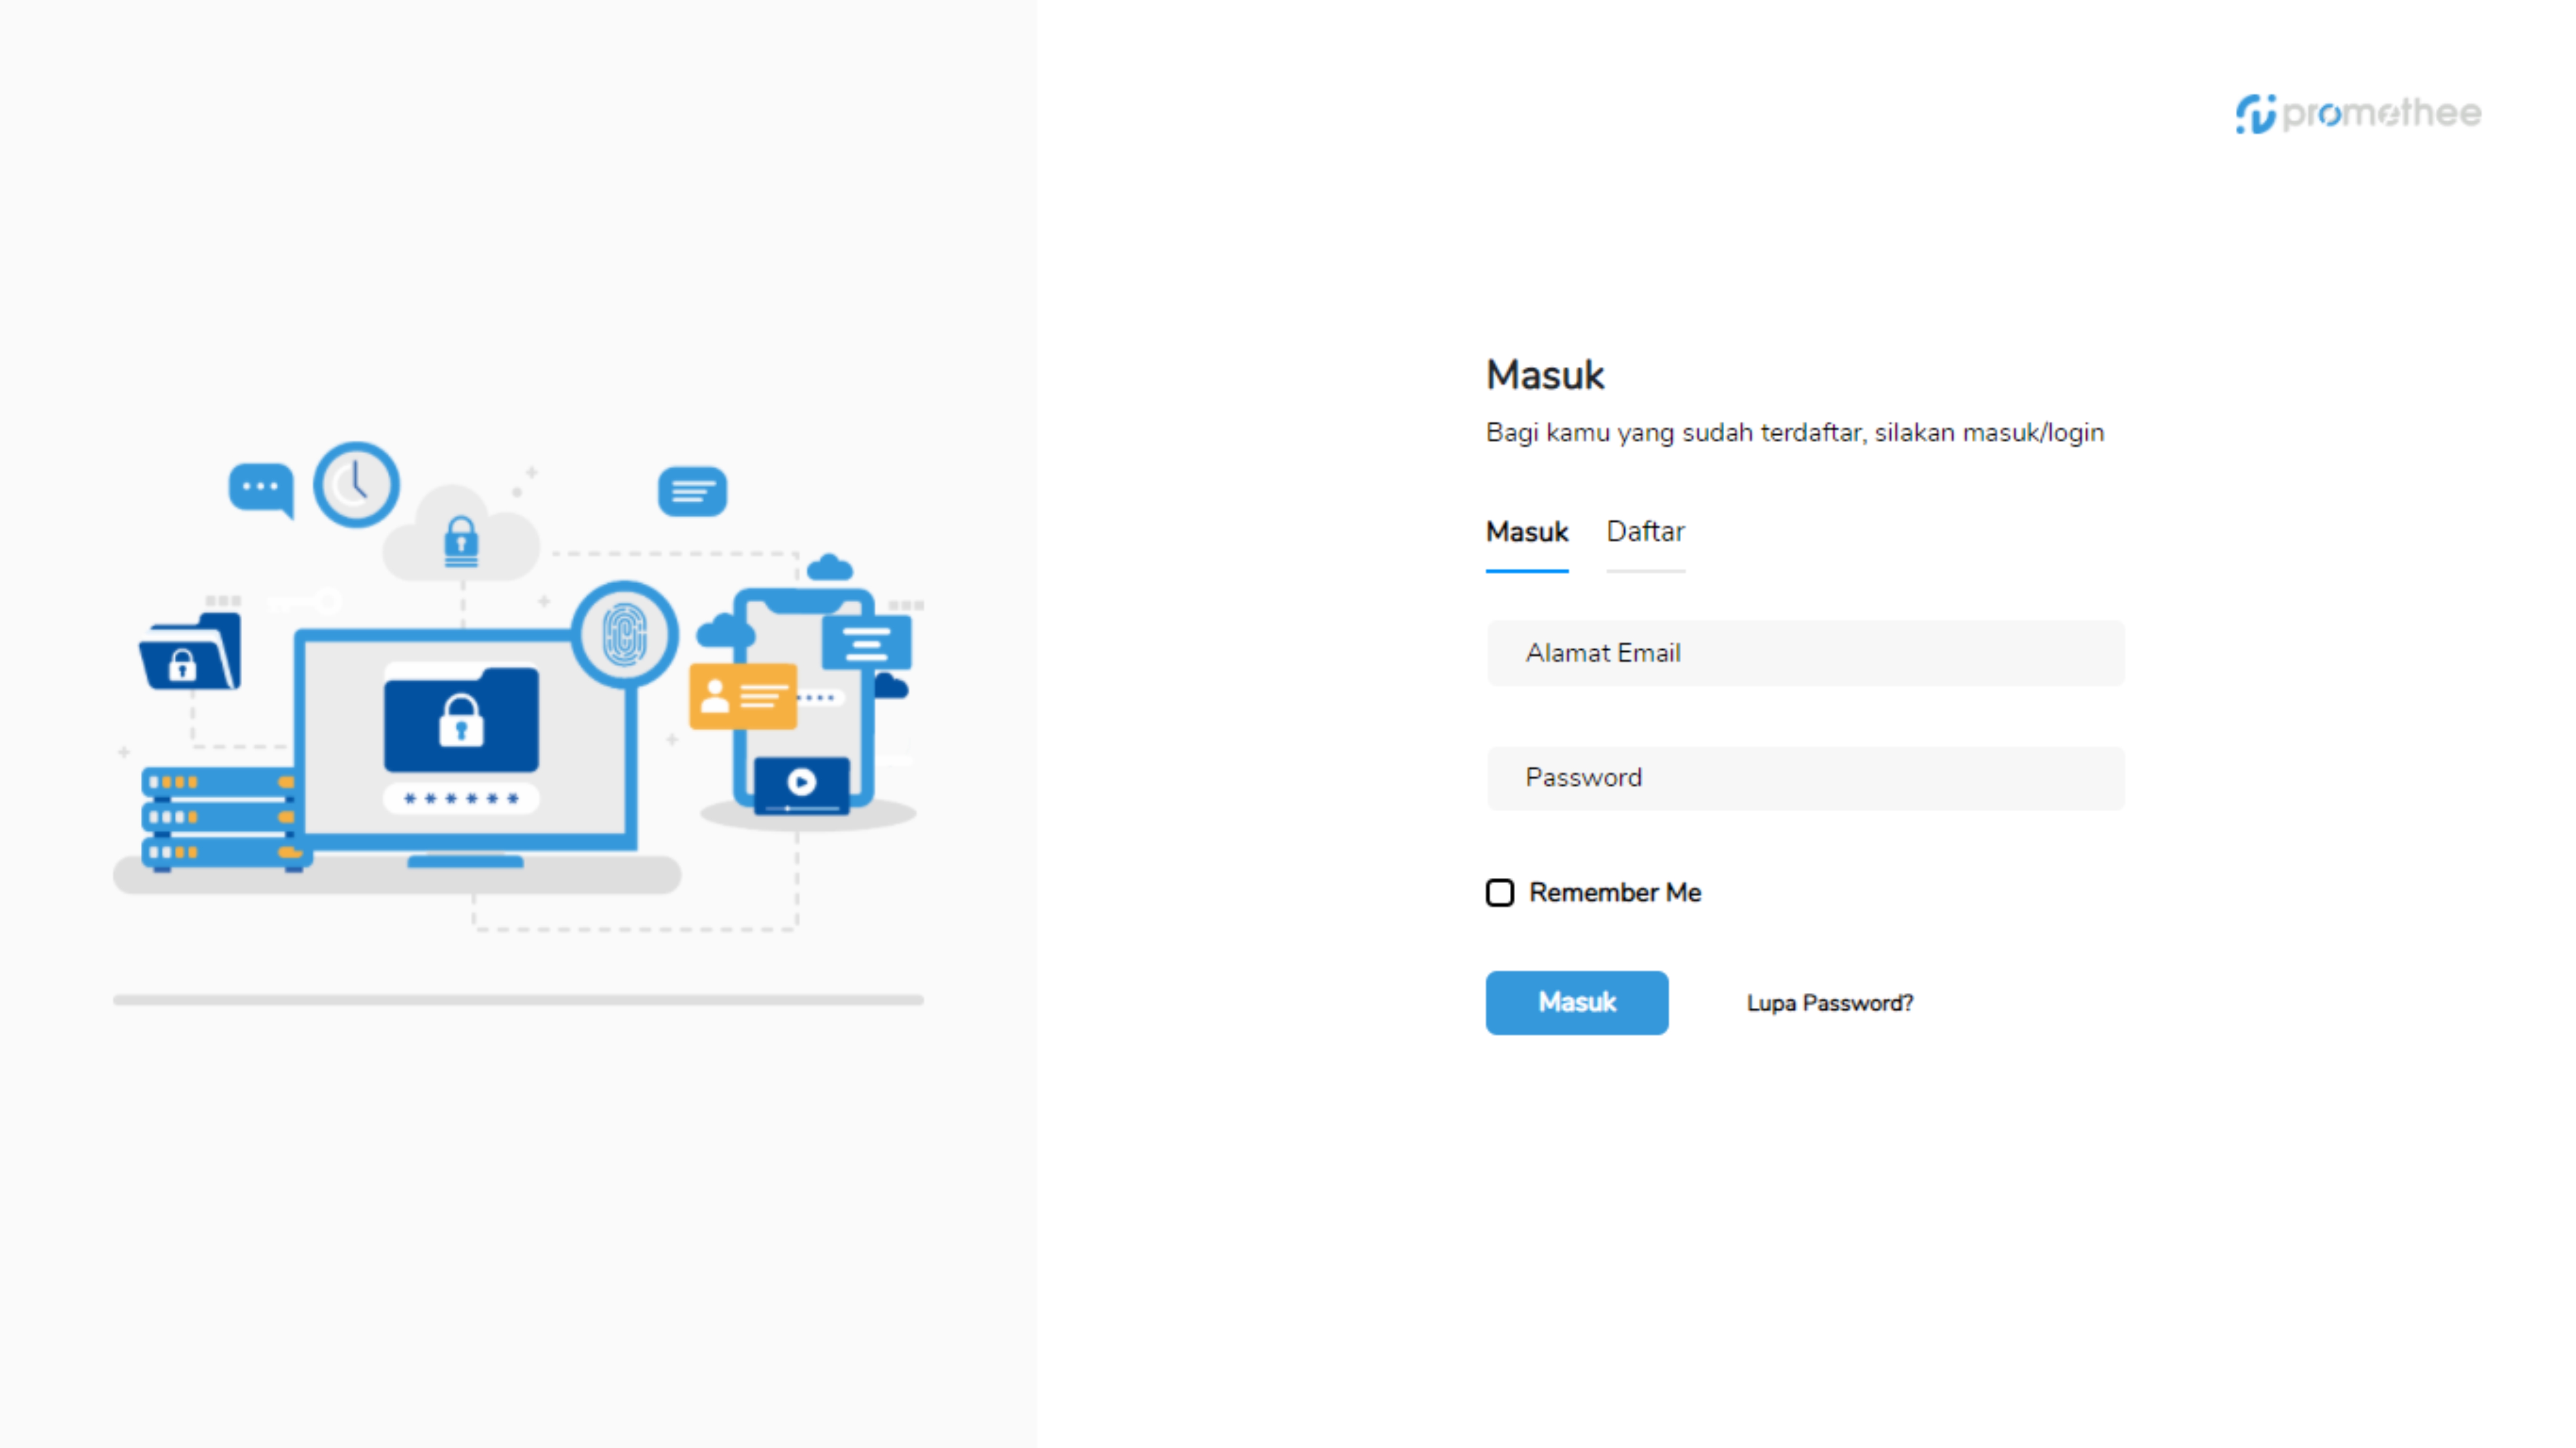 promethee
Masuk
Bagi kamu yang sudah terdaftar, silakan masuk/login
Masuk Daftar
Alamat Email
Password
Remember Me
Masuk Lupa Password?